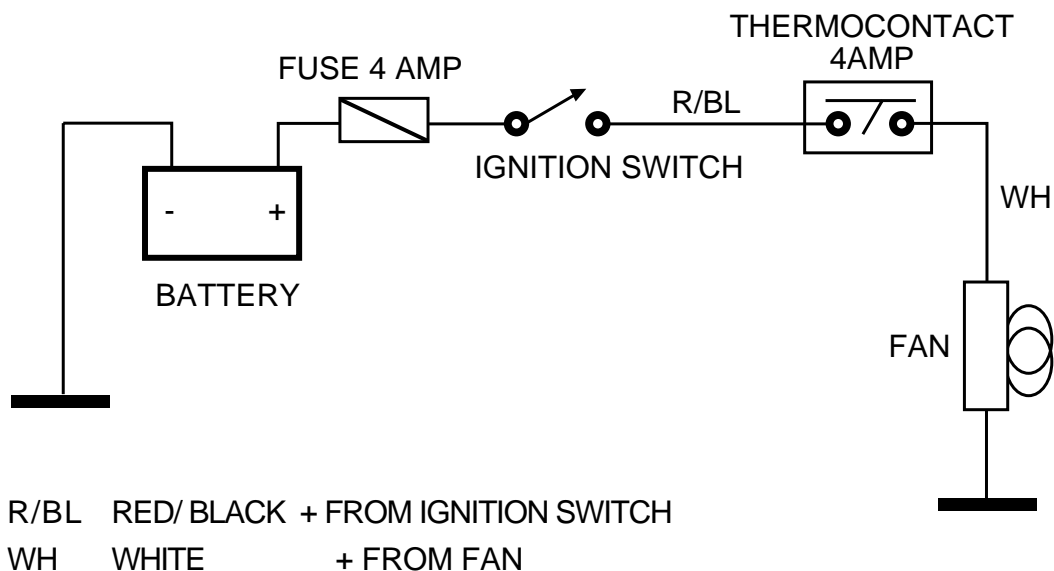 THERMOCONTACT
4AMP
FUSE 4 AMP
R/BL
IGNITION SWITCH
WH
- +
BATTERY
FAN
R/BL RED/ BLACK + FROM IGNITION SWITCH
WH WHITE + FROM FAN